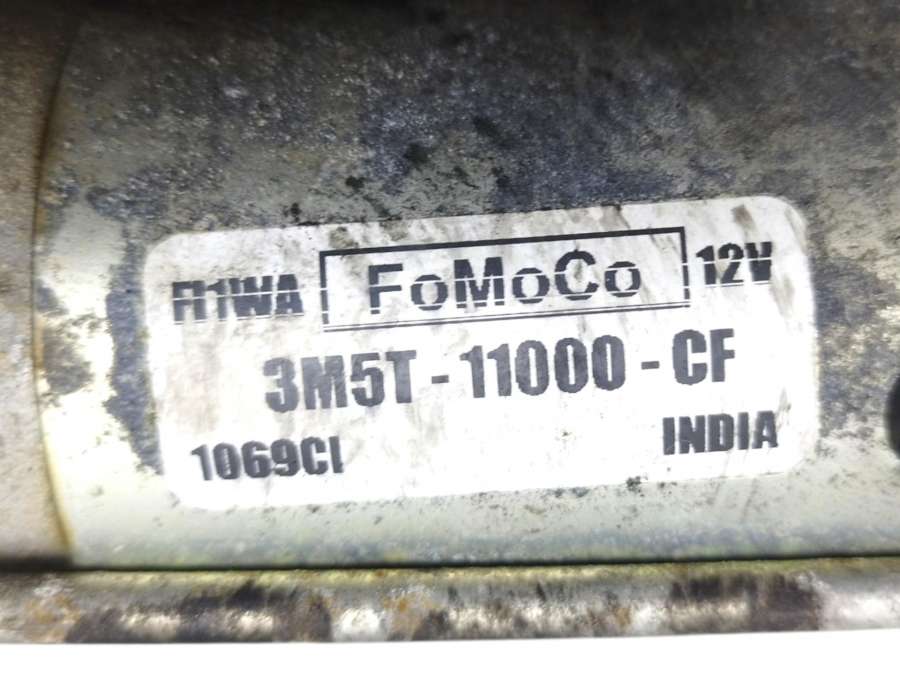 FI1WA FoMoCo 12V
3M5T-11000-CF
1069CI INDIA